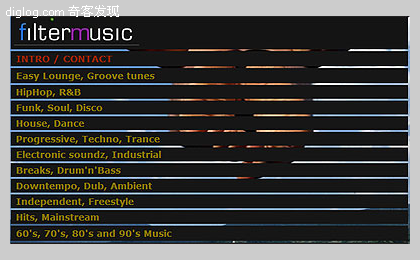 diglog.com 奇客发现
filtermusic
INTRO / CONTACT
Easy Lounge, Groove tunes
HipHop, R&B
Funk, Soul, Disco
House, Dance
Progressive, Techno, Trance
Electronic soundz, Industrial
Breaks, Drum'n'Bass
Downtempo, Dub, Ambient
Independent, Freestyle
Hits, Mainstream
60's, 70's, 80's and 90's Music